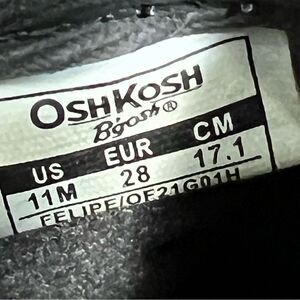 OSHKOSH
B'gosh®
US EUR CM
11M 28 17.1
FELIPE/OF21G01H